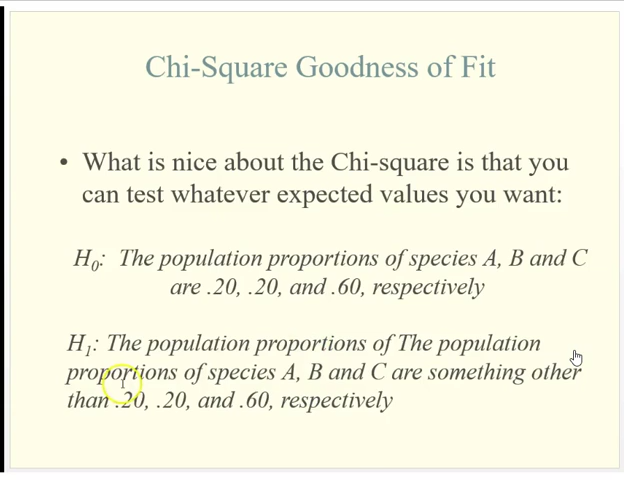 Chi-Square Goodness of Fit
• What is nice about the Chi-square is that you
can test whatever expected values you want:
H0: The population proportions of species A, B and C
are .20, .20, and .60, respectively
H1: The population proportions of The population
proportions of species A, B and C are something other
than .20, .20, and .60, respectively